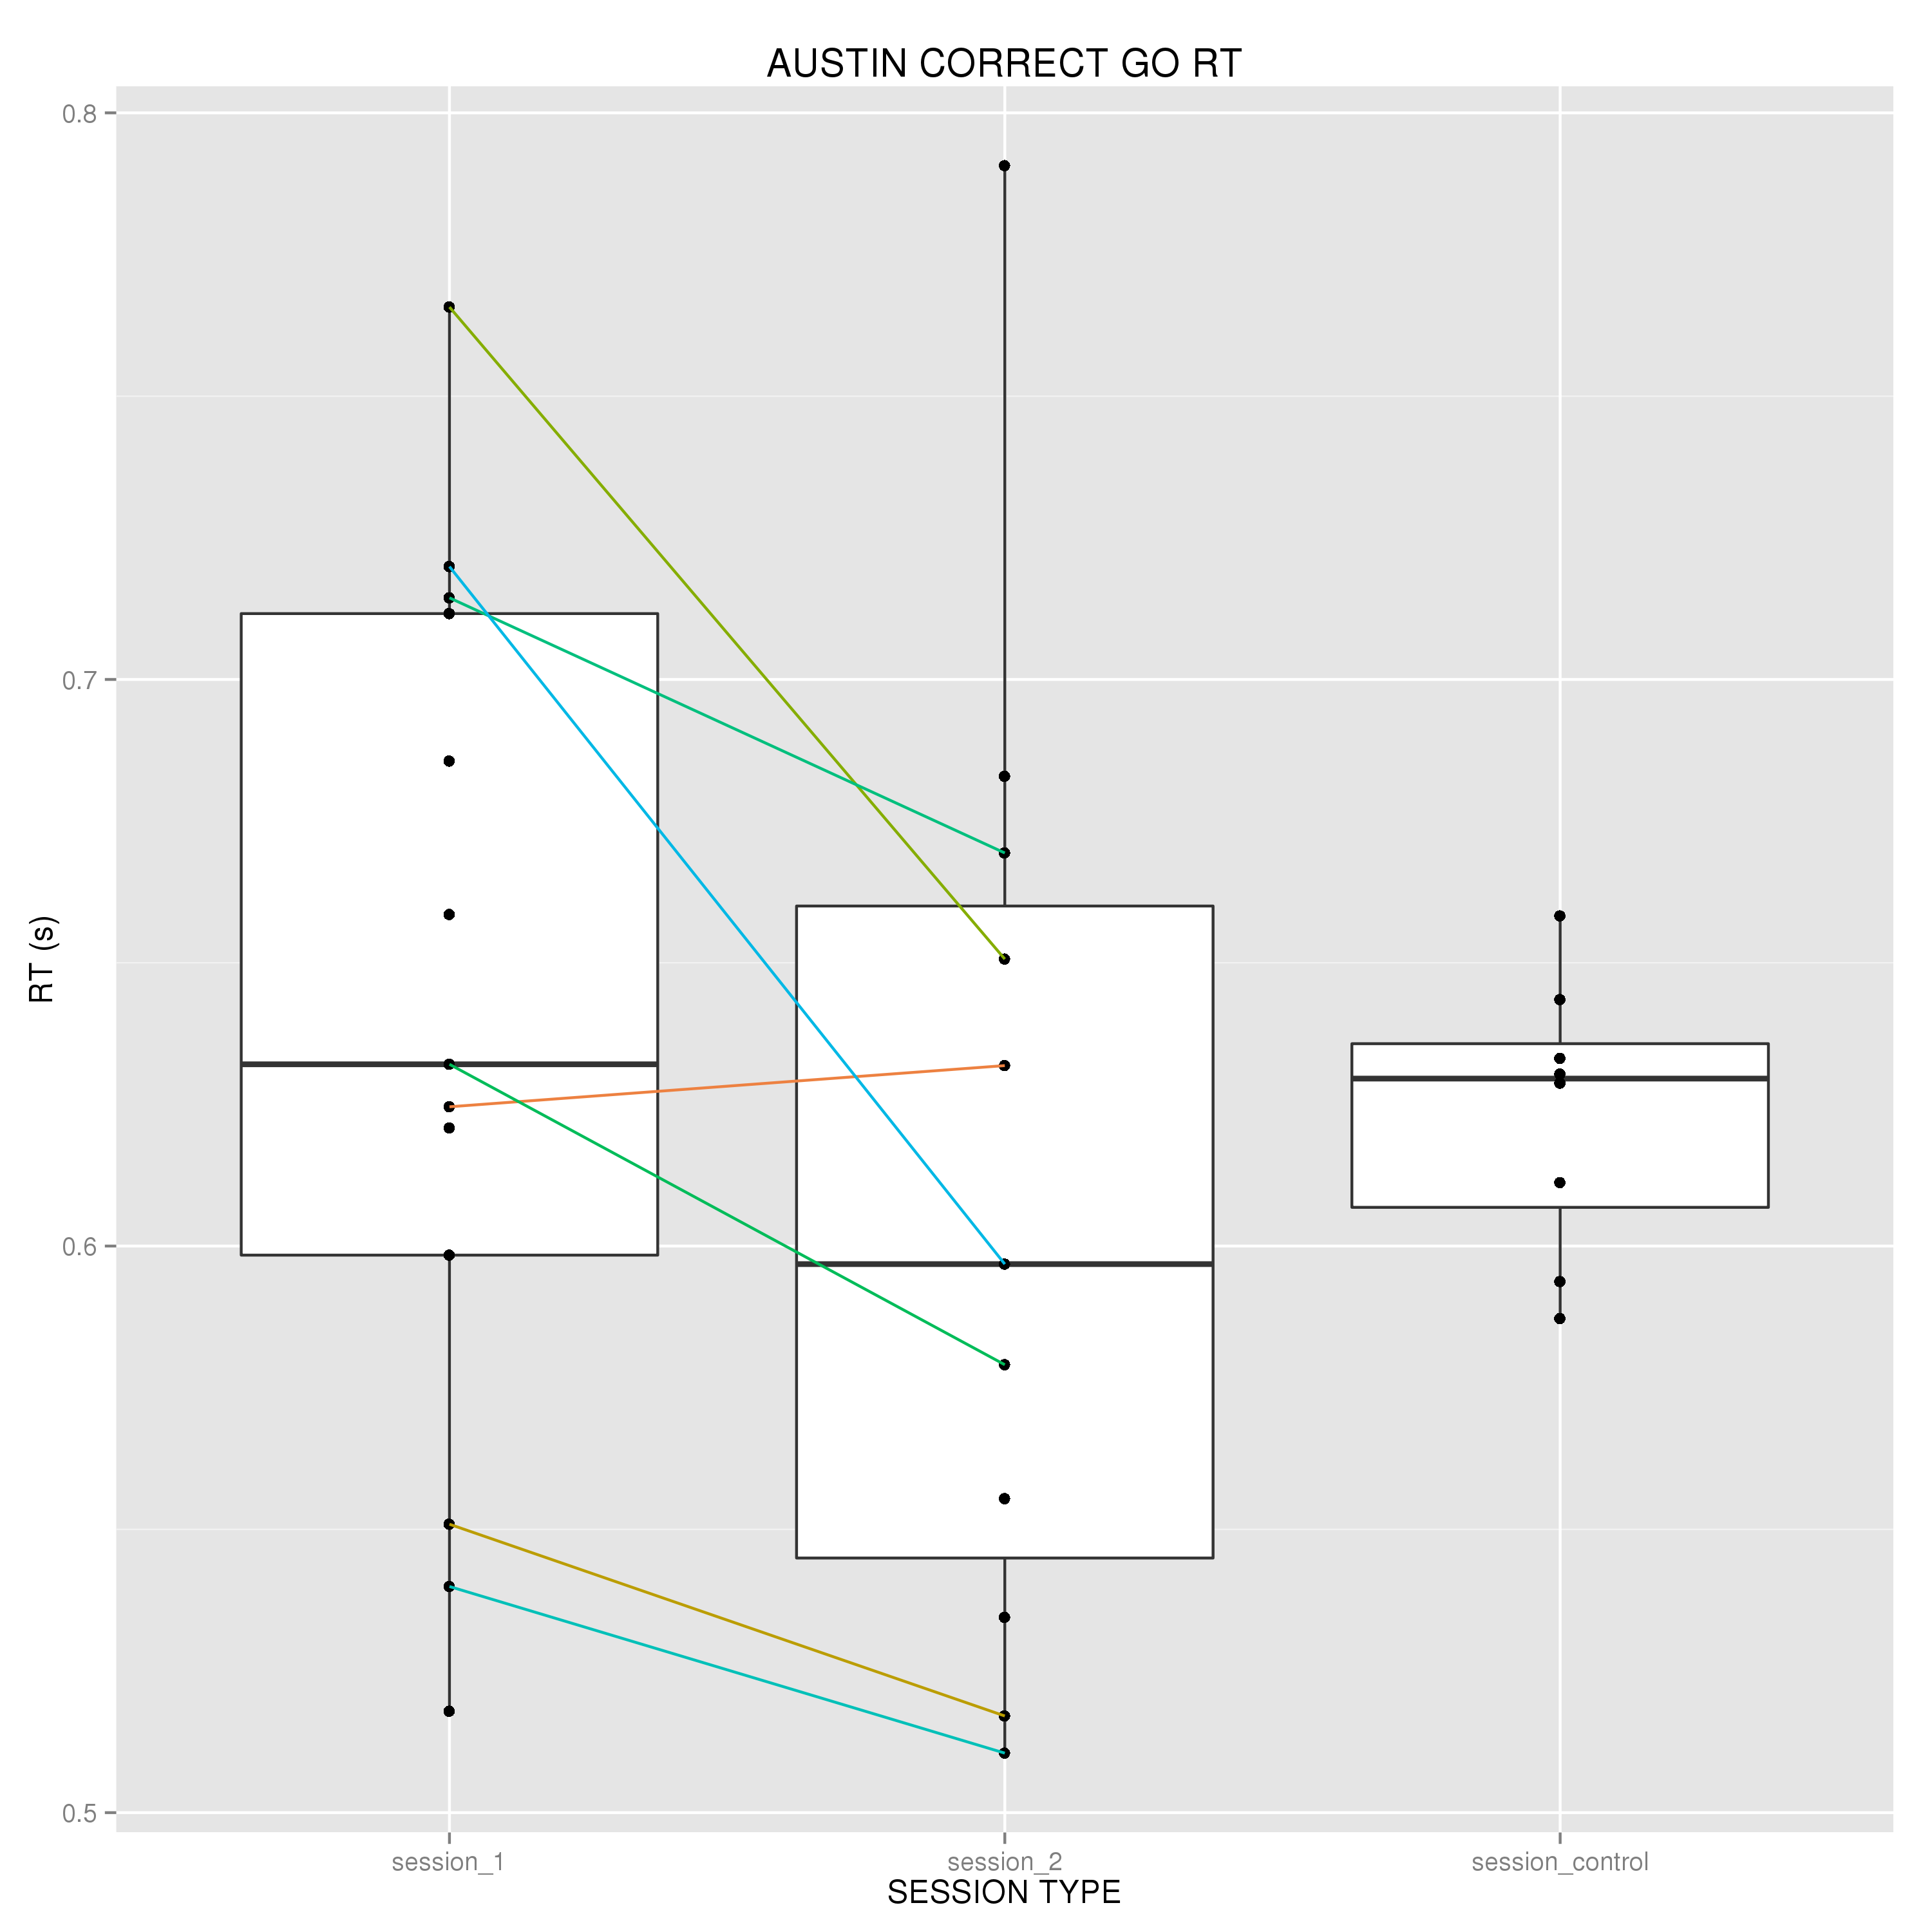 AUSTIN CORRECT GO RT
0.8
0.7
0.6
0.5
RT (s)
session_1
session_2
session_control
SESSION TYPE